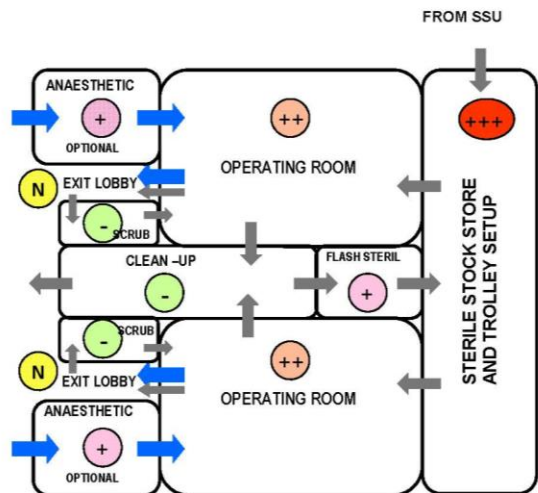 FROM SSU
ANAESTHETIC
+
OPTIONAL
++
OPERATING ROOM
+++
N
EXIT LOBBY
-
SCRUB
CLEAN –UP
-
FLASH STERIL
+
STERILE STOCK STORE
AND TROLLEY SETUP
-
SCRUB
N
EXIT LOBBY
++
OPERATING ROOM
ANAESTHETIC
+
OPTIONAL